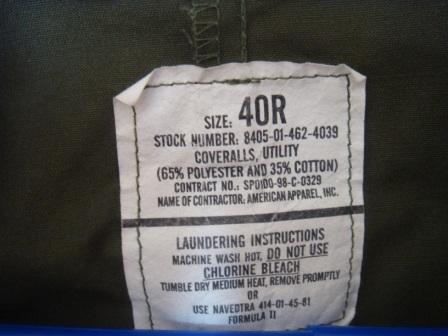 SIZE: 40R
STOCK NUMBER: 8405-01-462-4039
COVERALLS, UTILITY
(65% POLYESTER AND 35% COTTON)
CONTRACT NO.: SPO100-98-C-0329
NAME OF CONTRACTOR: AMERICAN APPAREL, INC.
LAUNDERING INSTRUCTIONS
MACHINE WASH HOT, DO NOT USE
CHLORINE BLEACH
TUMBLE DRY MEDIUM HEAT, REMOVE PROMPTLY
OR
USE NAVEDTRA 414-01-45-81
FORMULA II